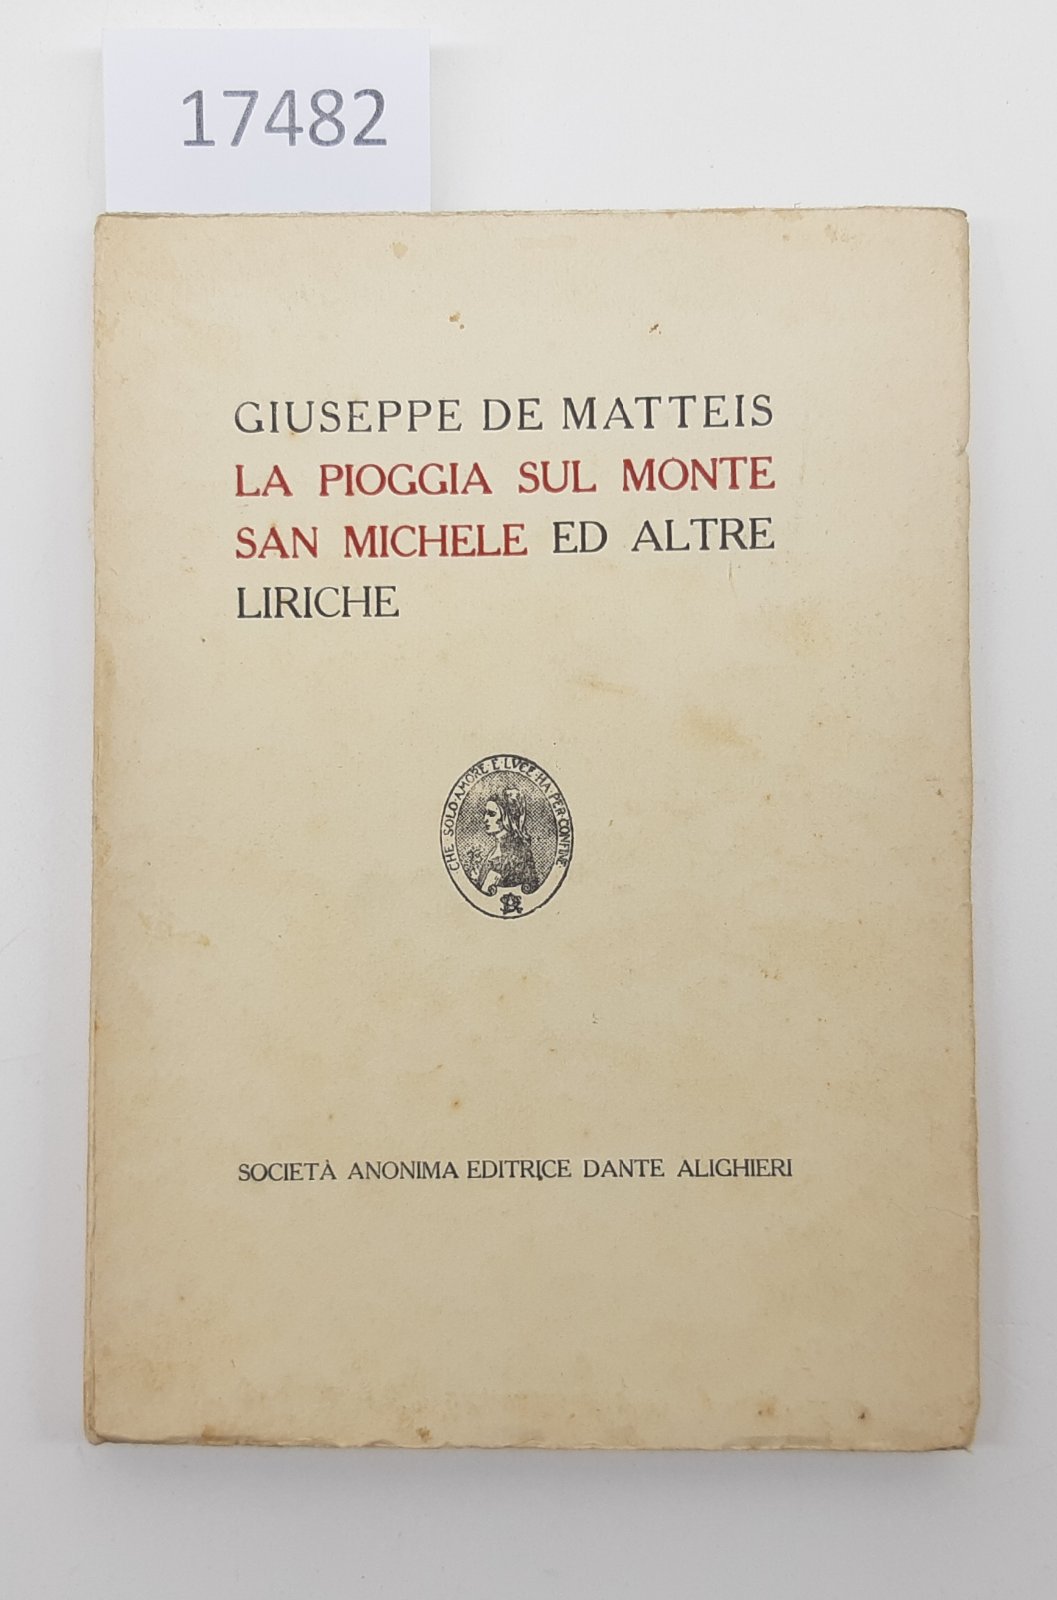 17482
GIUSEPPE DE MATTEIS
LA PIOGGIA SUL MONTE
SAN MICHELE ED ALTRE
LIRICHE
CHE·SOLO·AMORE·E·LVCE·HA·PER·CONFINE
SOCIETÀ ANONIMA EDITRICE DANTE ALIGHIERI